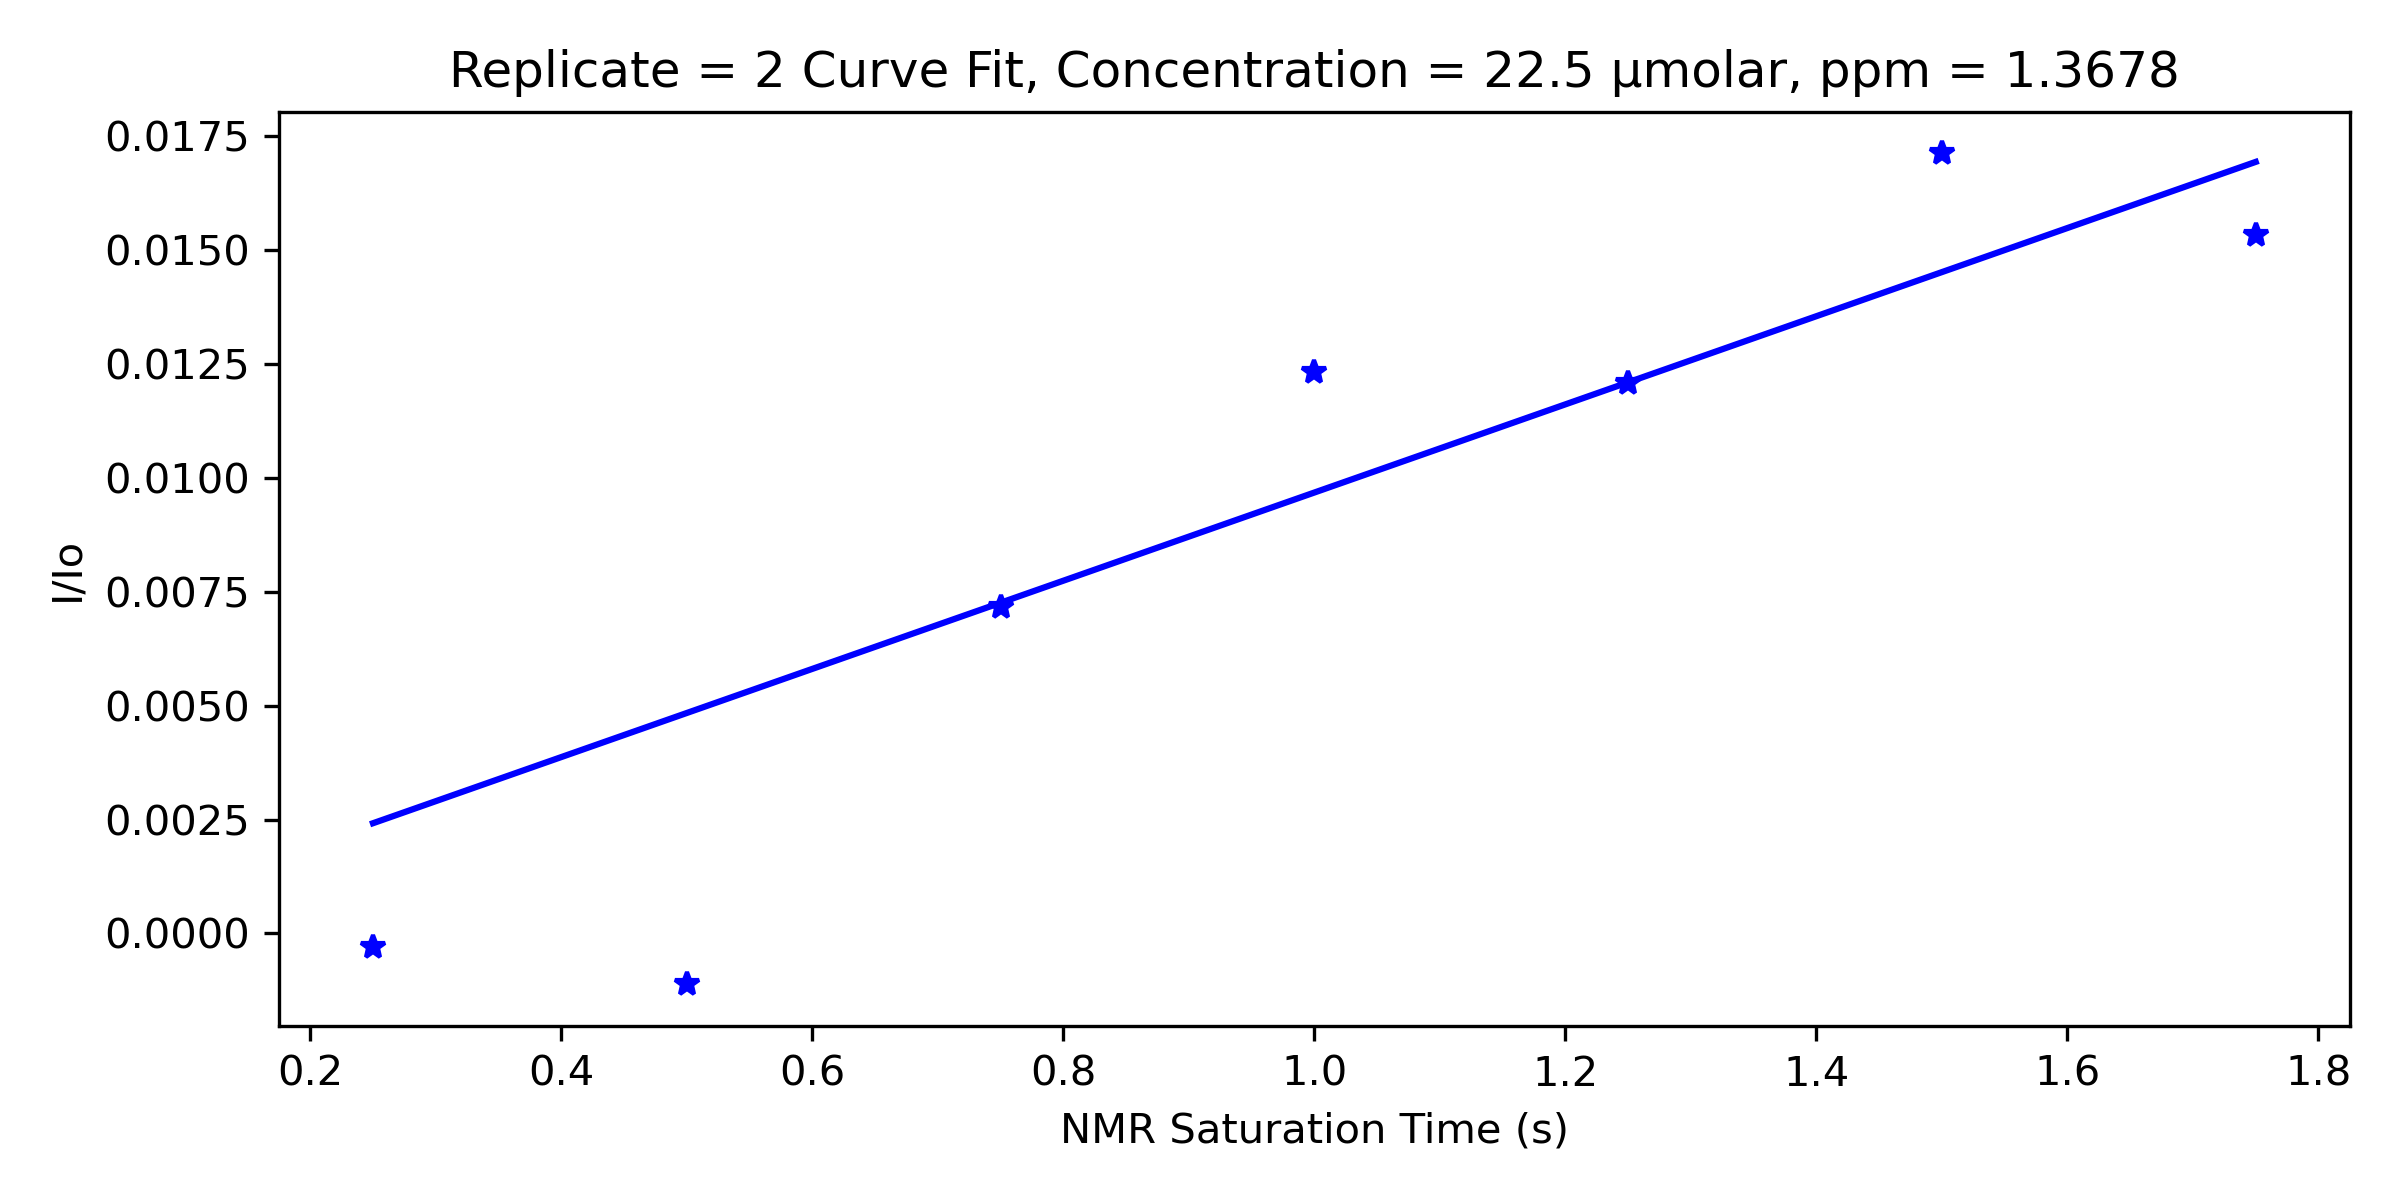 Replicate = 2 Curve Fit, Concentration = 22.5 μmolar, ppm = 1.3678
0.0175
0.0150
0.0125
0.0100
0.0075
0.0050
0.0025
0.0000
I/Io
0.2 0.4 0.6 0.8 1.0 1.2 1.4 1.6 1.8
NMR Saturation Time (s)